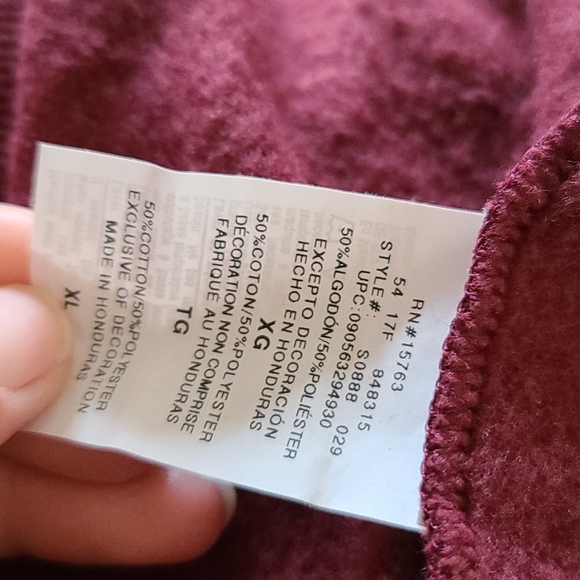 RN#15763
54 17F 848315
STYLE#: S0888 029
UPC:090563294930
50%ALGODÓN/50%POLIÉSTER
EXCEPTO DECORACIÓN
HECHO EN HONDURAS
XG
50%COTON/50%POLYESTER
DÉCORATION NON COMPRISE
FABRIQUÉ AU HONDURAS
TG
50%COTTON/50%POLYESTER
EXCLUSIVE OF DECORATION
MADE IN HONDURAS
XL